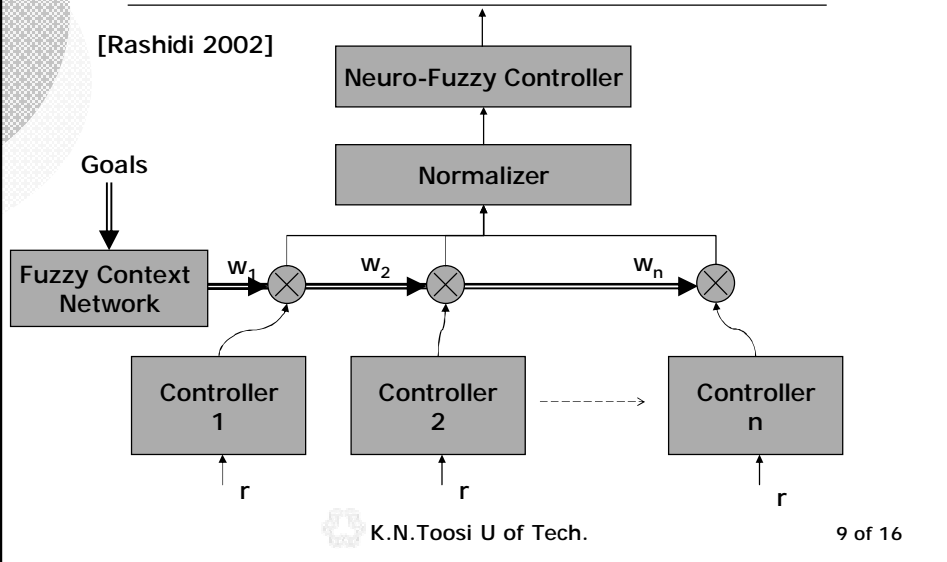 [Rashidi 2002]
Neuro-Fuzzy Controller
Normalizer
Goals
Fuzzy Context
Network
w1
w2
wn
Controller
1
Controller
2
Controller
n
r
r
r
K.N.Toosi U of Tech.
9 of 16